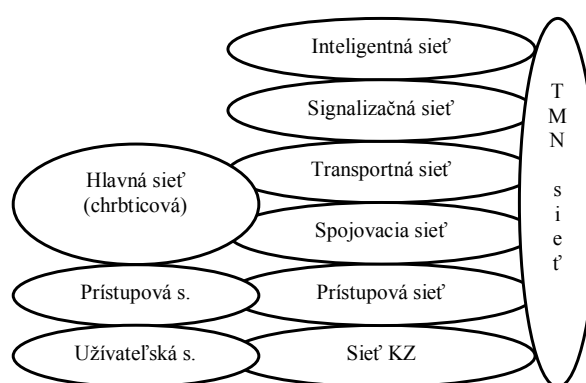 Inteligentná sieť
Signalizačná sieť
Hlavná sieť
(chrbticová)
Transportná sieť
Spojovacia sieť
Prístupová s.
Prístupová sieť
Užívateľská s.
Sieť KZ
T
M
N
s
i
e
ť